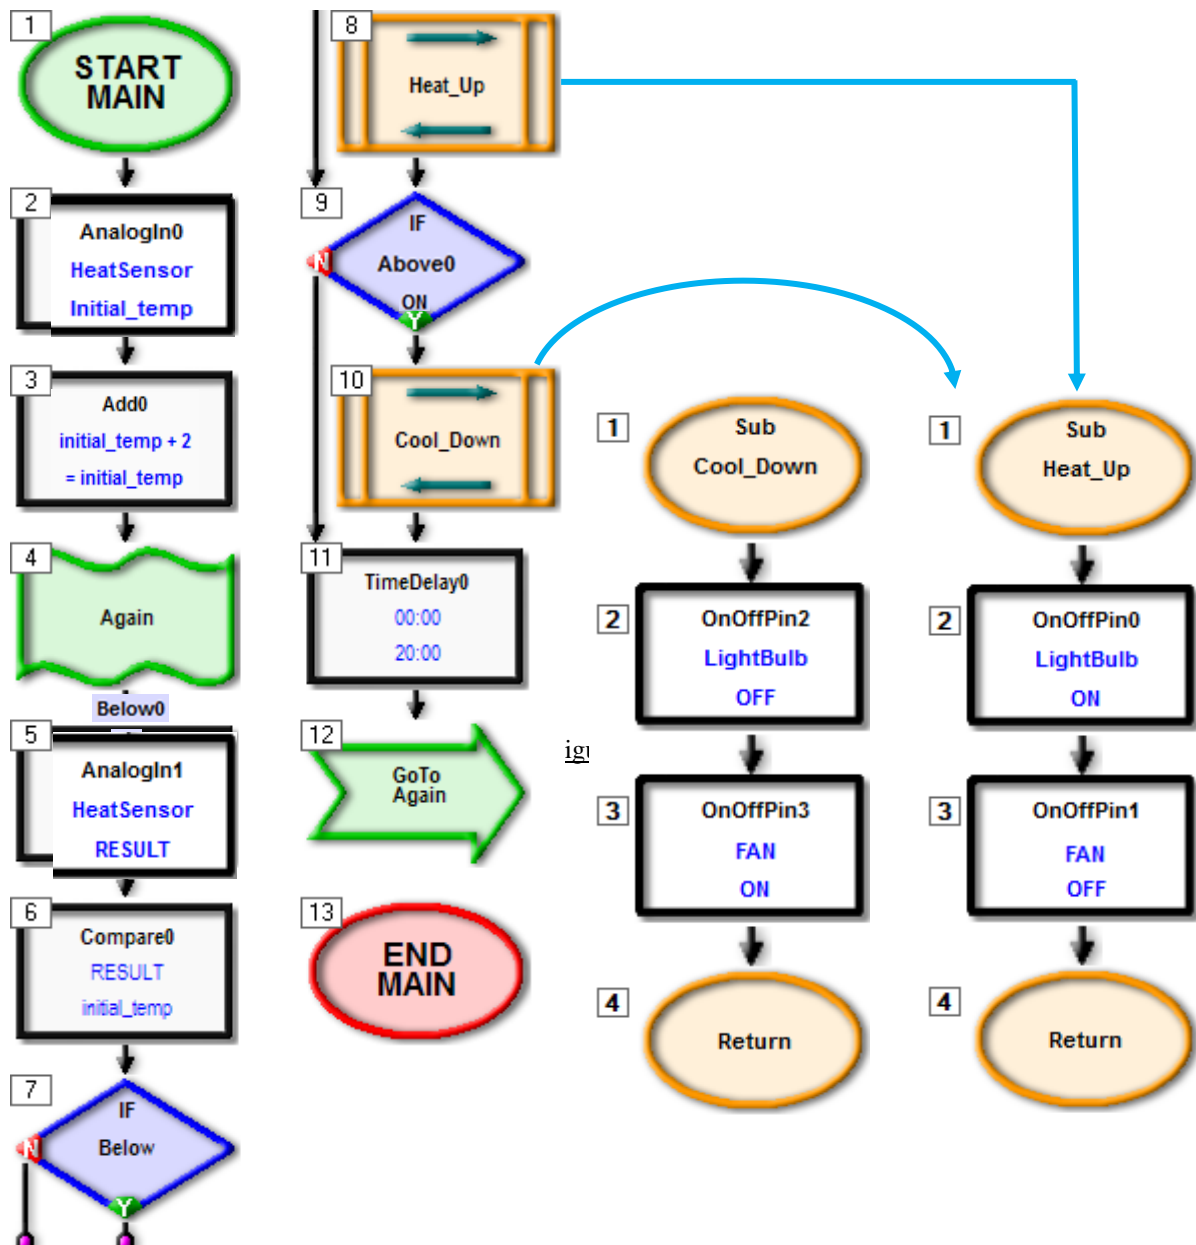 1
START
MAIN
2
AnalogIn0
HeatSensor
Initial_temp
3
Add0
initial_temp + 2
= initial_temp
4
Again
Below0
5
AnalogIn1
HeatSensor
RESULT
6
Compare0
RESULT
initial_temp
7
IF
Below
N
Y
8
Heat_Up
9
IF
Above0
ON
N
Y
10
Cool_Down
11
TimeDelay0
00:00
20:00
12
GoTo
Again
13
END
MAIN
1
Sub
Cool_Down
2
OnOffPin2
LightBulb
OFF
3
OnOffPin3
FAN
ON
4
Return
1
Sub
Heat_Up
2
OnOffPin0
LightBulb
ON
3
OnOffPin1
FAN
OFF
4
Return